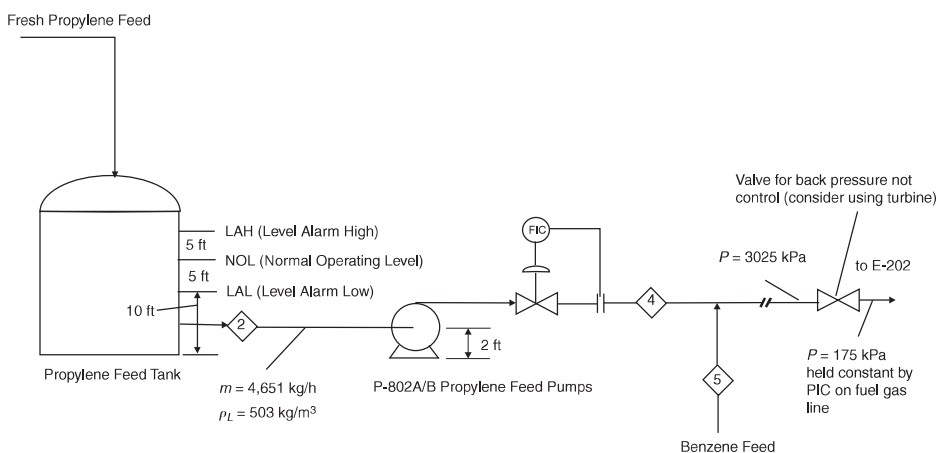 Fresh Propylene Feed
Valve for back pressure not
control (consider using turbine)
LAH (Level Alarm High)
5 ft
FIC
NOL (Normal Operating Level)
P = 3025 kPa
to E-202
5 ft
LAL (Level Alarm Low)
10 ft
2
4
2 ft
Propylene Feed Tank
P-802A/B Propylene Feed Pumps
P = 175 kPa
held constant by
PIC on fuel gas
line
m = 4,651 kg/h
ρL = 503 kg/m³
5
Benzene Feed